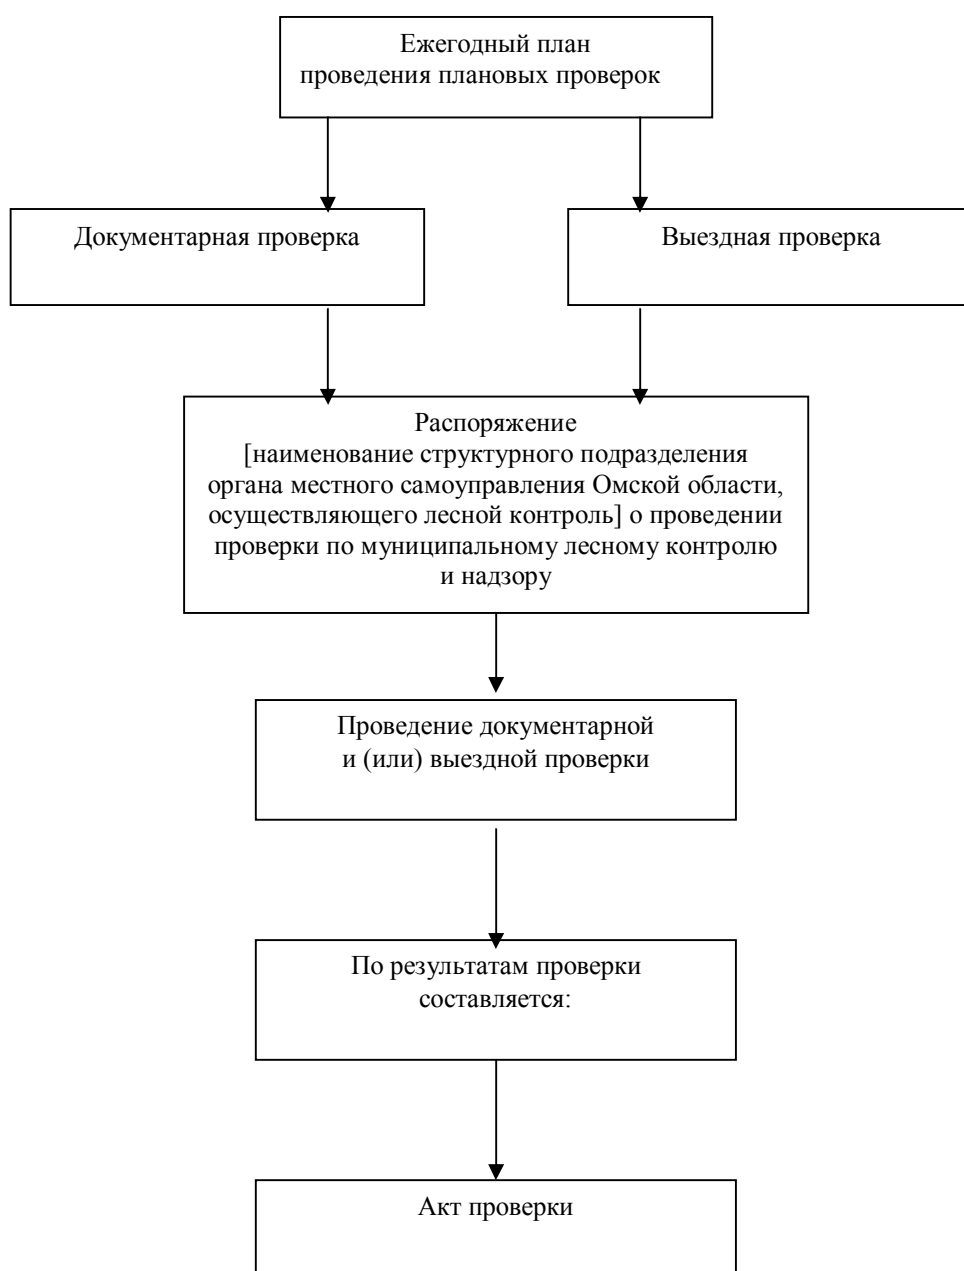 Ежегодный план
проведения плановых проверок
Документарная проверка
Выездная проверка
Распоряжение
[наименование структурного подразделения
органа местного самоуправления Омской области,
осуществляющего лесной контроль] о проведении
проверки по муниципальному лесному контролю
и надзору
Проведение документарной
и (или) выездной проверки
По результатам проверки
составляется:
Акт проверки